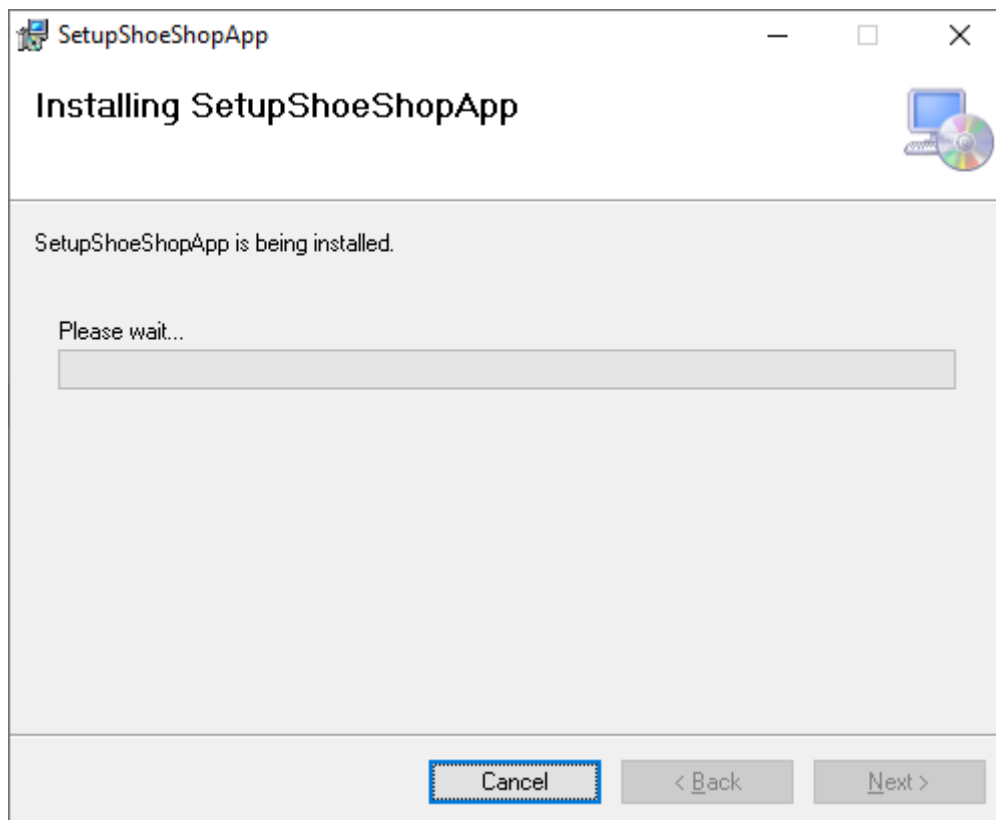 SetupShoeShopApp
Installing SetupShoeShopApp
SetupShoeShopApp is being installed.
Please wait...
Cancel
< Back
Next >